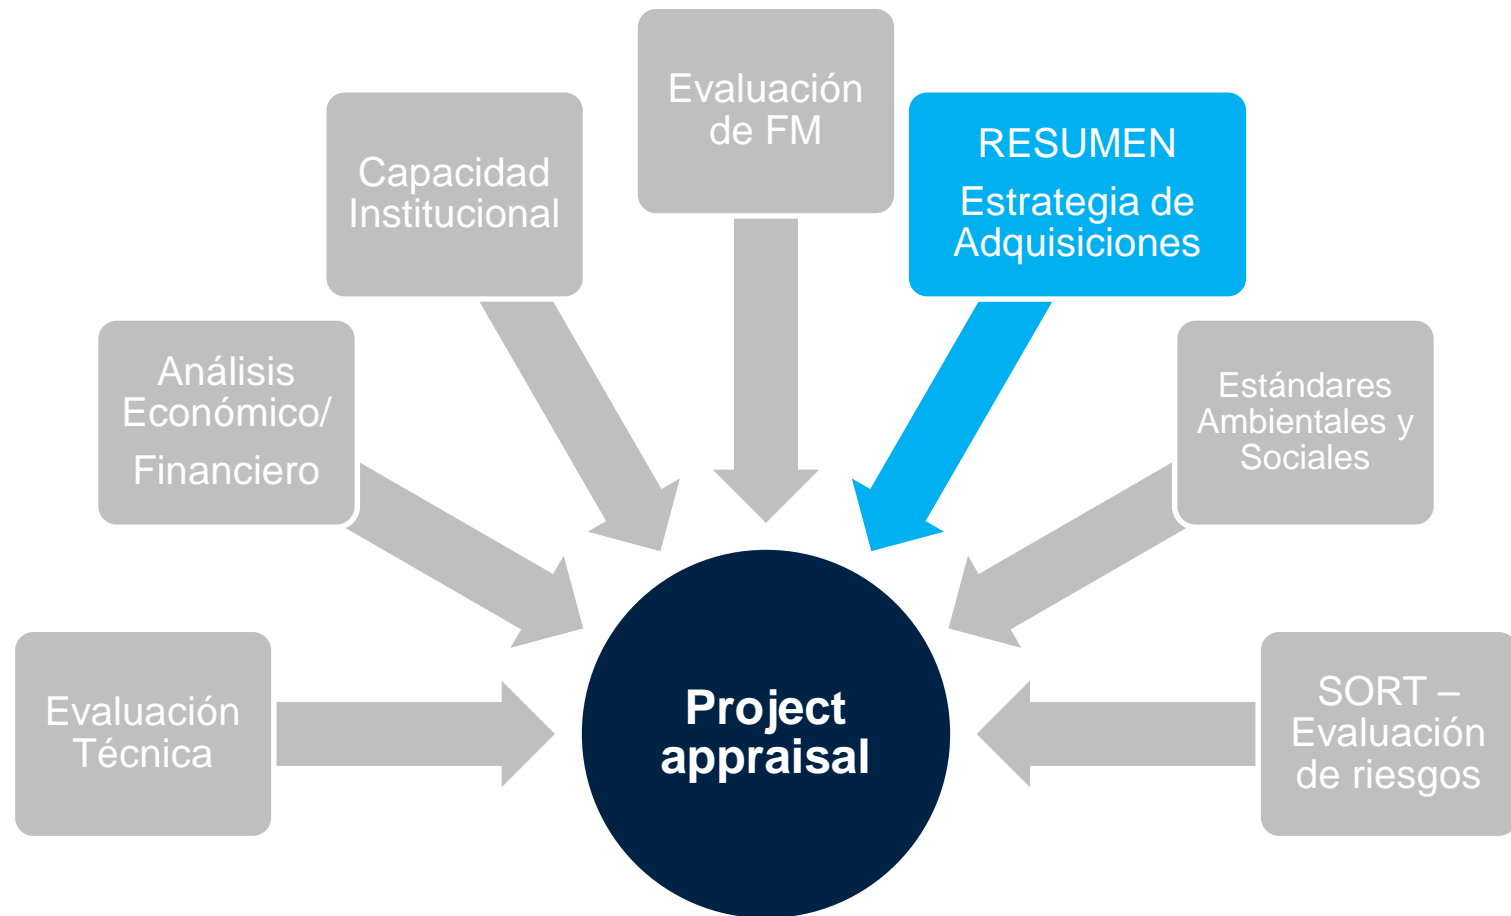 Evaluación
de FM
RESUMEN
Estrategia de
Adquisiciones
Capacidad
Institucional
Análisis
Económico/
Financiero
Estándares
Ambientales y
Sociales
Evaluación
Técnica
Project
appraisal
SORT –
Evaluación
de riesgos